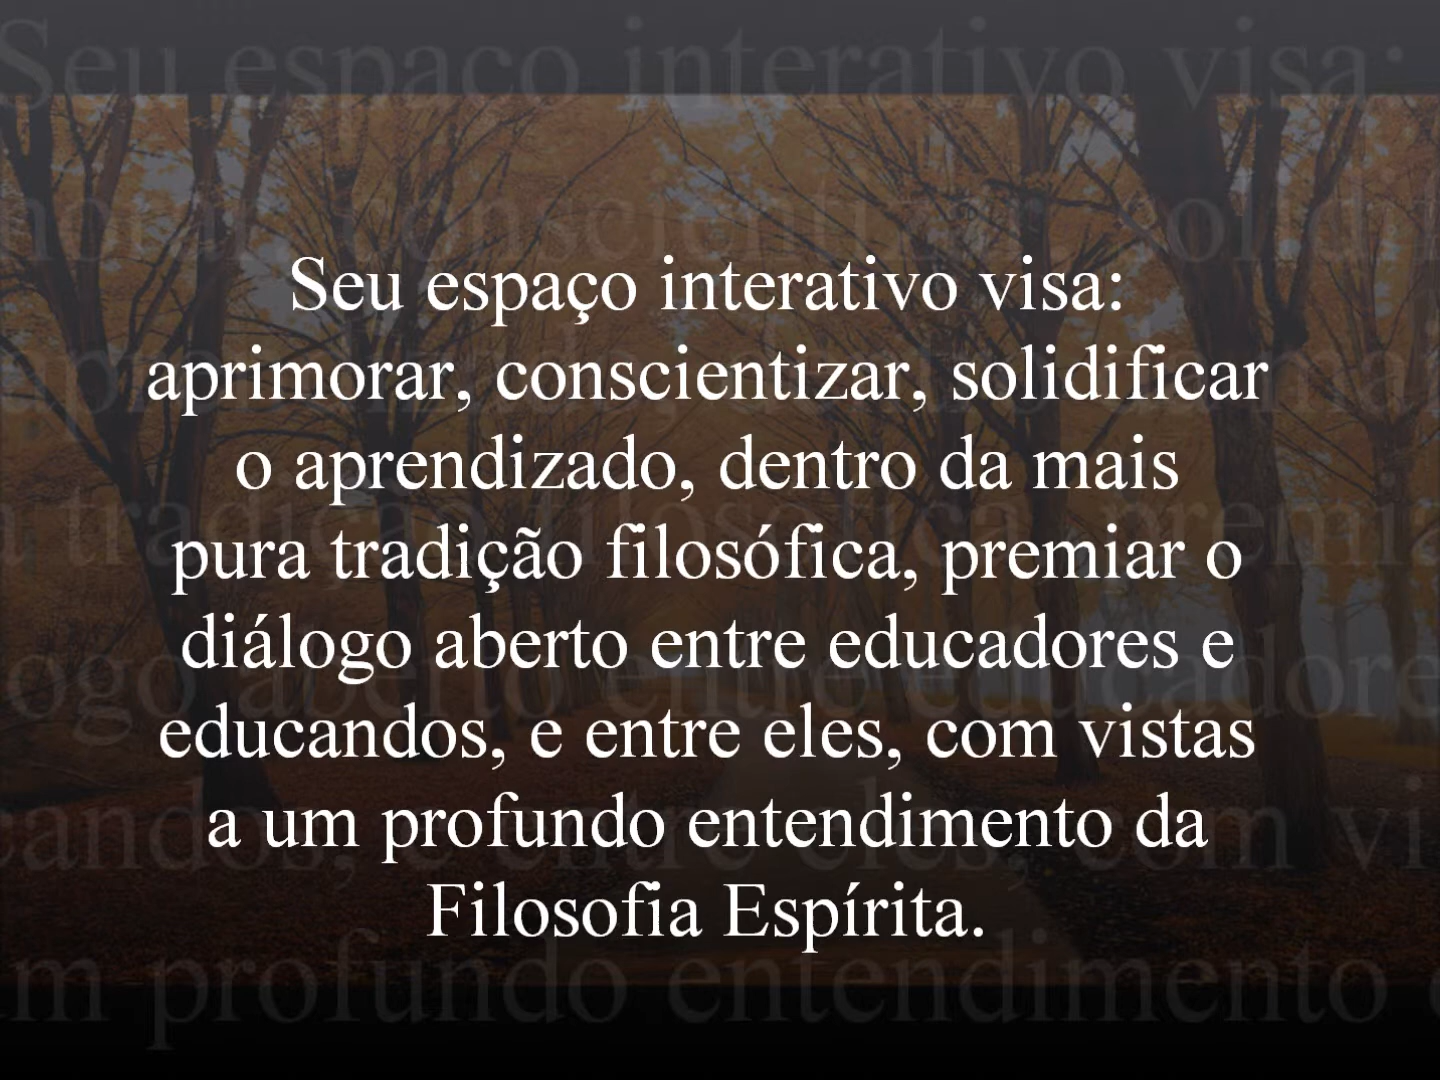 Seu espaço interativo visa:
aprimorar, conscientizar, solidificar
o aprendizado, dentro da mais
pura tradição filosófica, premiar o
diálogo aberto entre educadores e
educandos, e entre eles, com vistas
a um profundo entendimento da
Filosofia Espírita.